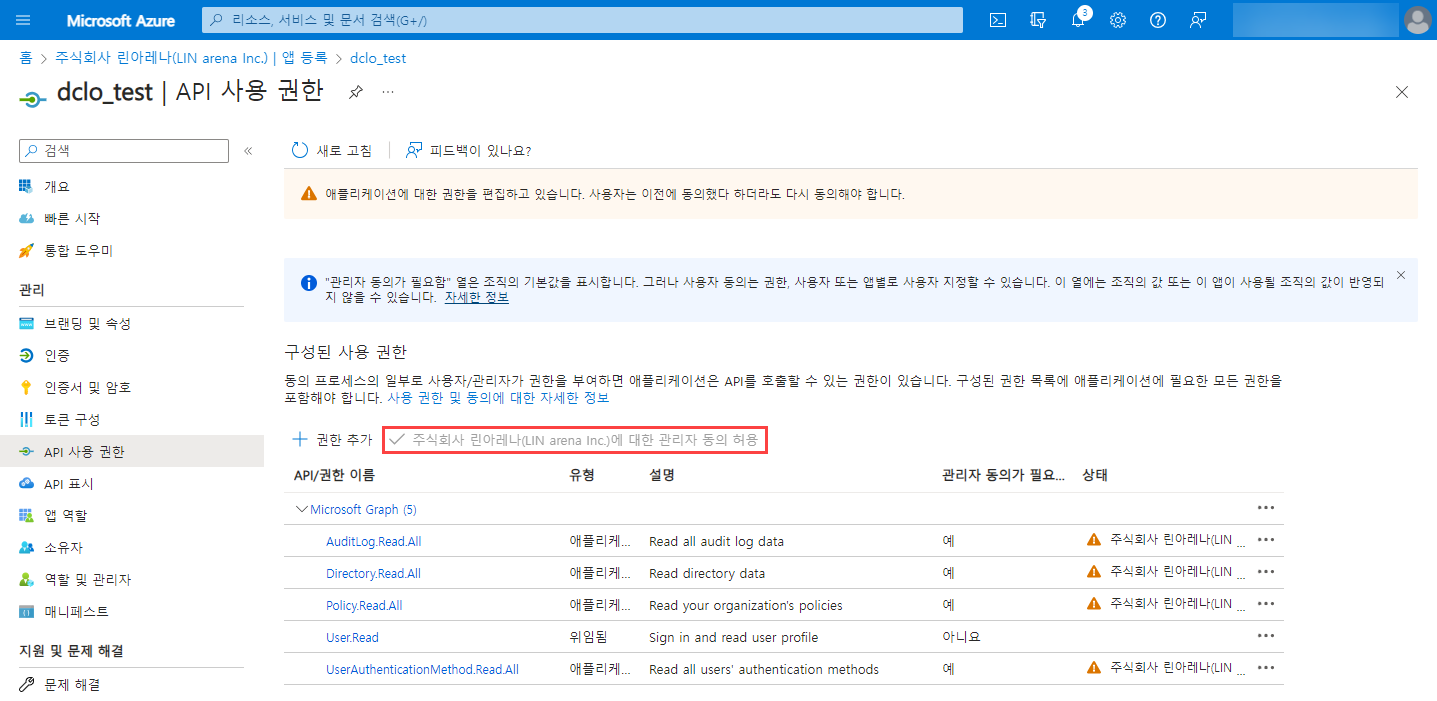 Microsoft Azure
리소스, 서비스 및 문서 검색(G+/)
3
홈 > 주식회사 린아레나(LIN arena Inc.) | 앱 등록 > dclo_test
dclo_test | API 사용 권한
...
검색
«
개요
빠른 시작
통합 도우미
관리
브랜딩 및 속성
인증
인증서 및 암호
토큰 구성
API 사용 권한
API 표시
앱 역할
소유자
역할 및 관리자
매니페스트
지원 및 문제 해결
문제 해결
새로 고침
피드백이 있나요?
애플리케이션에 대한 권한을 편집하고 있습니다. 사용자는 이전에 동의했다 하더라도 다시 동의해야 합니다.
"관리자 동의가 필요함" 열은 조직의 기본값을 표시합니다. 그러나 사용자 동의는 권한, 사용자 또는 앱별로 사용자 지정할 수 있습니다. 이 열에는 조직의 값 또는 이 앱이 사용될 조직의 값이 반영되
지 않을 수 있습니다. 자세한 정보
구성된 사용 권한
동의 프로세스의 일부로 사용자/관리자가 권한을 부여하면 애플리케이션은 API를 호출할 수 있는 권한이 있습니다. 구성된 권한 목록에 애플리케이션에 필요한 모든 권한을
포함해야 합니다. 사용 권한 및 동의에 대한 자세한 정보
권한 추가 주식회사 린아레나(LIN arena Inc.)에 대한 관리자 동의 허용
API/권한 이름 유형 설명 관리자 동의가 필요... 상태
Microsoft Graph (5) ...
AuditLog.Read.All 애플리케... Read all audit log data 예 주식회사 린아레나(LIN ... ...
Directory.Read.All 애플리케... Read directory data 예 주식회사 린아레나(LIN ... ...
Policy.Read.All 애플리케... Read your organization's policies 예 주식회사 린아레나(LIN ... ...
User.Read 위임됨 Sign in and read user profile 아니요 ...
UserAuthenticationMethod.Read.All 애플리케... Read all users' authentication methods 예 주식회사 린아레나(LIN ... ...